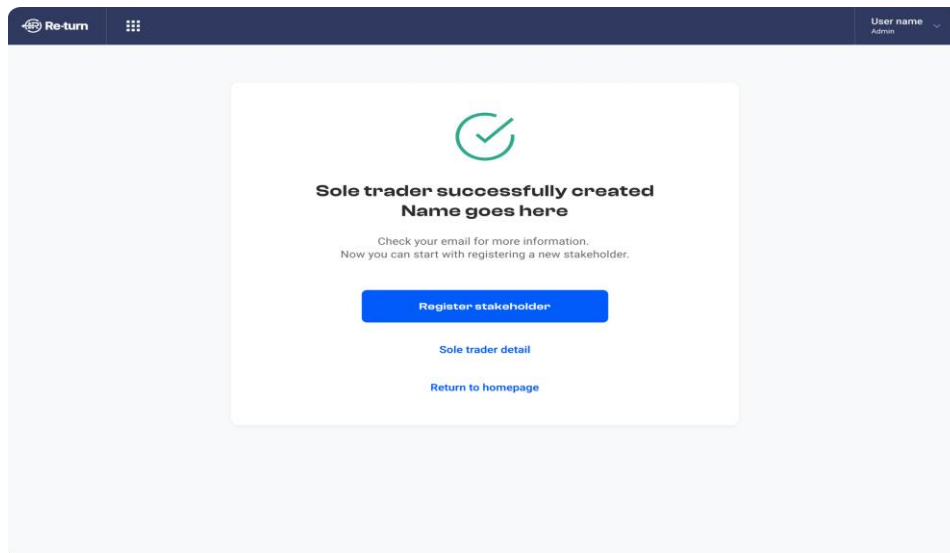 Re-turn
User name
Admin
Sole trader successfully created
Name goes here
Check your email for more information.
Now you can start with registering a new stakeholder.
Register stakeholder
Sole trader detail
Return to homepage